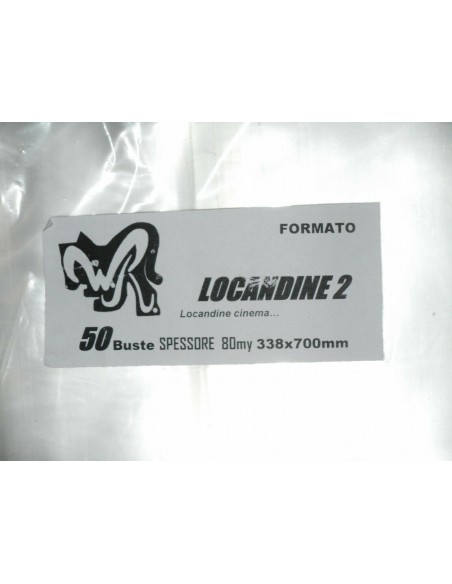 FORMATO
LOCANDINE 2
Locandine cinema...
50 Buste SPESSORE 80my 338x700mm